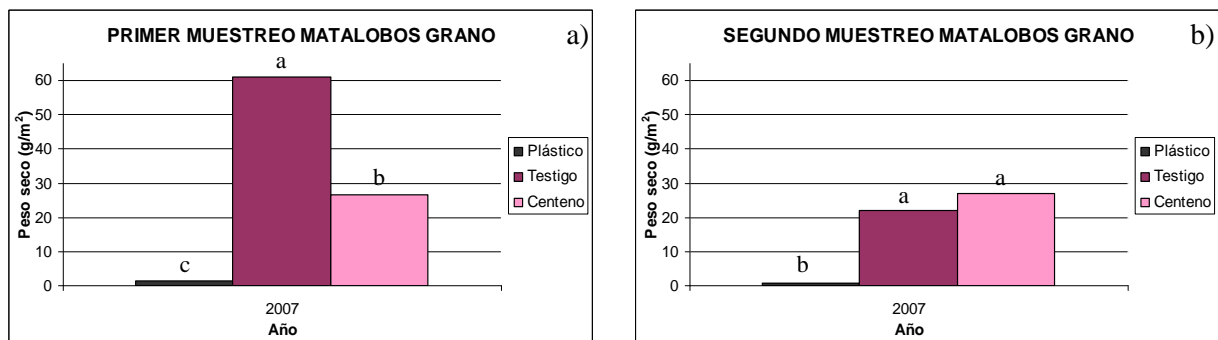 PRIMER MUESTREO MATALOBOS GRANO
a)
Peso seco (g/m²)
60
50
40
30
20
10
0
c
a
b
2007
Año
Plástico
Testigo
Centeno
SEGUNDO MUESTREO MATALOBOS GRANO
b)
Peso seco (g/m²)
60
50
40
30
20
10
0
b
a
a
2007
Año
Plástico
Testigo
Centeno